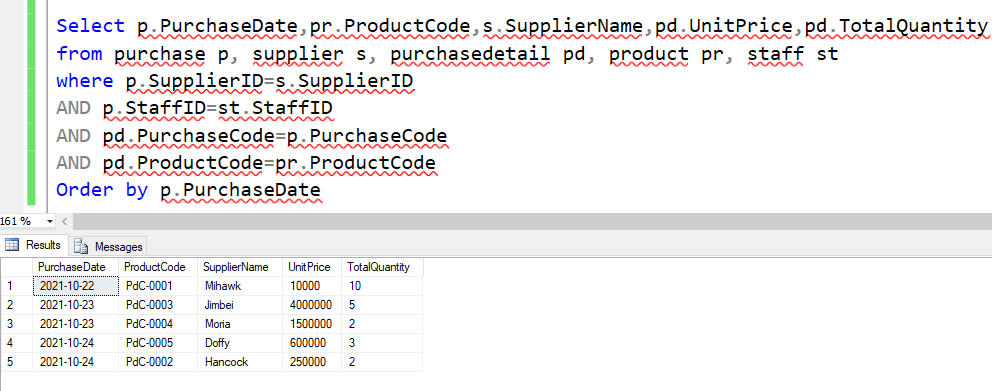 Select p.PurchaseDate,pr.ProductCode,s.SupplierName,pd.UnitPrice,pd.TotalQuantity
from purchase p, supplier s, purchasedetail pd, product pr, staff st
where p.SupplierID=s.SupplierID
AND p.StaffID=st.StaffID
AND pd.PurchaseCode=p.PurchaseCode
AND pd.ProductCode=pr.ProductCode
Order by p.PurchaseDate
161 %
Results Messages
PurchaseDate ProductCode SupplierName UnitPrice TotalQuantity
1 2021-10-22 PdC-0001 Mihawk 10000 10
2 2021-10-23 PdC-0003 Jimbei 4000000 5
3 2021-10-23 PdC-0004 Moria 1500000 2
4 2021-10-24 PdC-0005 Doffy 600000 3
5 2021-10-24 PdC-0002 Hancock 250000 2